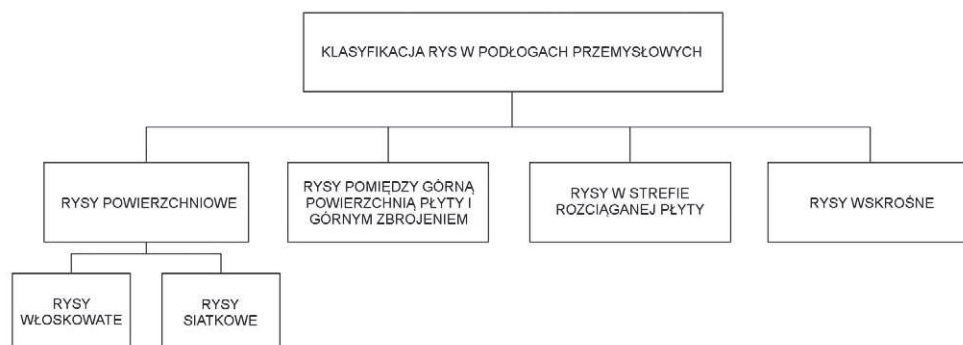 KLASYFIKACJA RYS W PODŁOGACH PRZEMYSŁOWYCH
RYSY POWIERZCHNIOWE
RYSY POMIĘDZY GÓRNĄ
POWIERZCHNIĄ PŁYTY I
GÓRNYM ZBROJENIEM
RYSY W STREFIE
ROZCIĄGANEJ PŁYTY
RYSY WSKROŚNE
RYSY
WŁOSKOWATE
RYSY
SIATKOWE